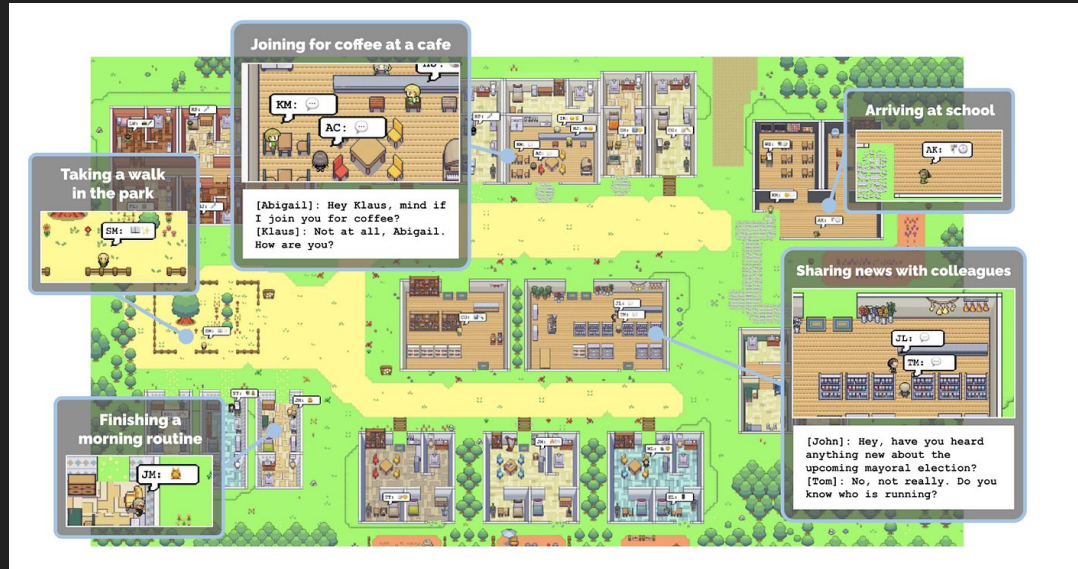 Joining for coffee at a cafe
KM:
AC:
[Abigail]: Hey Klaus, mind if
I join you for coffee?
[Klaus]: Not at all, Abigail.
How are you?
Taking a walk
in the park
SM:
Arriving at school
AK:
Sharing news with colleagues
JL:
TM:
[John]: Hey, have you heard
anything new about the
upcoming mayoral election?
[Tom]: No, not really. Do you
know who is running?
Finishing a
morning routine
JM: